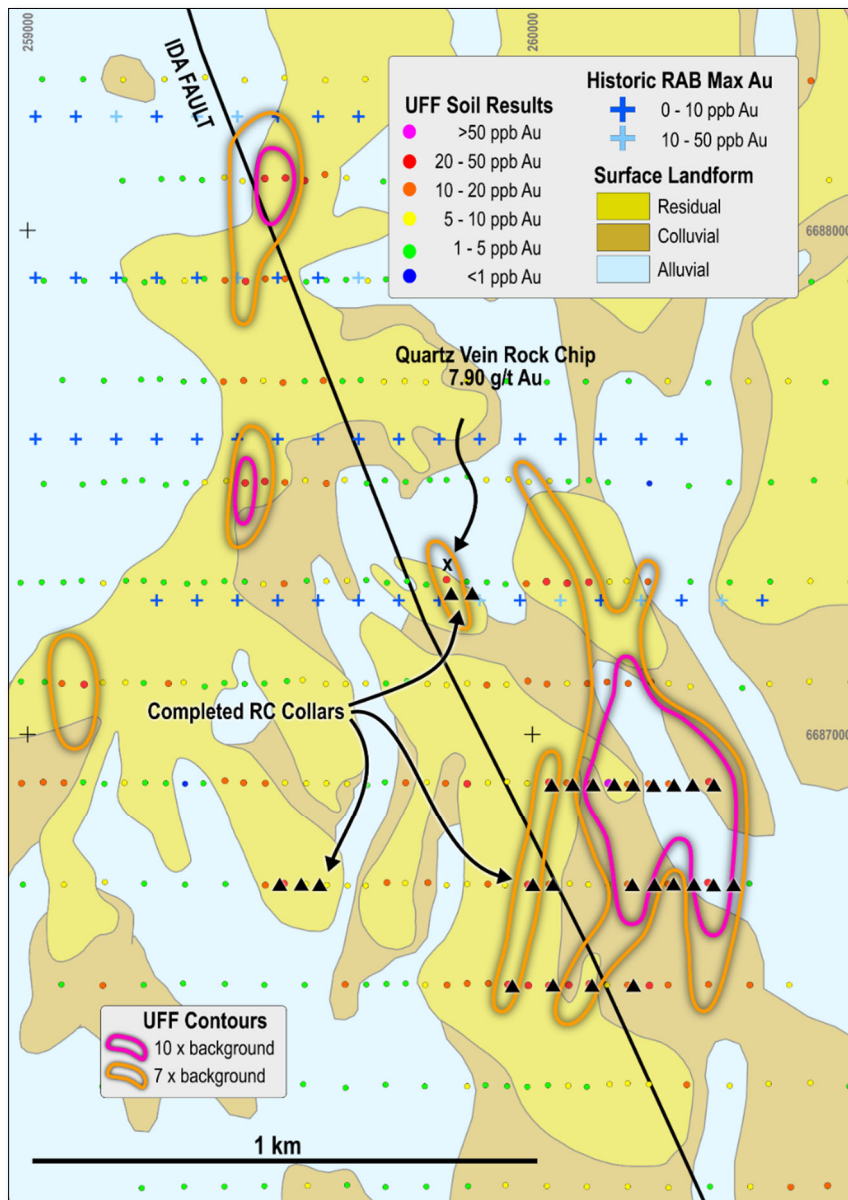 259000
260000
IDA FAULT
UFF Soil Results
>50 ppb Au
20 - 50 ppb Au
10 - 20 ppb Au
5 - 10 ppb Au
1 - 5 ppb Au
<1 ppb Au
Historic RAB Max Au
0 - 10 ppb Au
10 - 50 ppb Au
Surface Landform
Residual
Colluvial
Alluvial
6688000
Quartz Vein Rock Chip
7.90 g/t Au
x
Completed RC Collars
6687000
UFF Contours
10 x background
7 x background
1 km